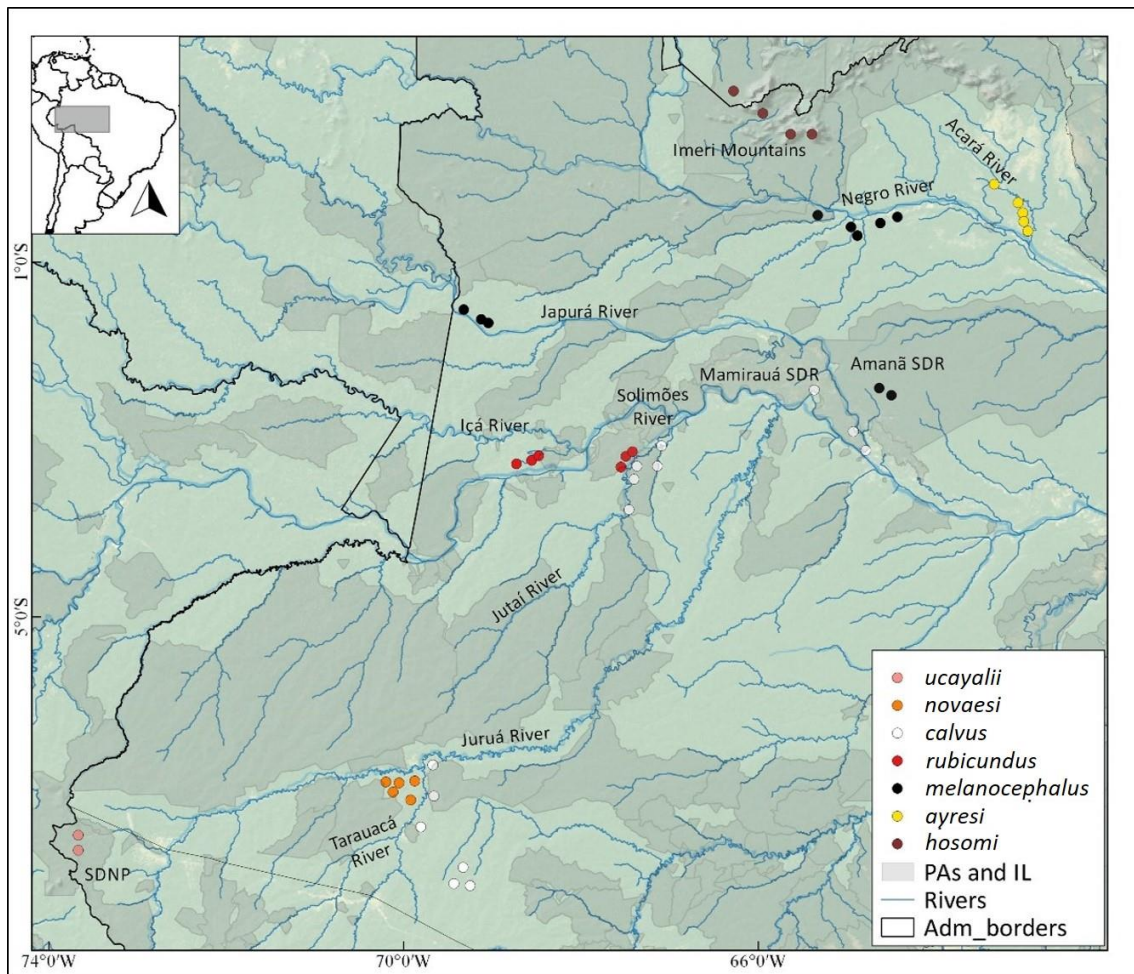 Imeri Mountains
Acará River
Negro River
1°0'S
Japurá River
Amanã SDR
Mamirauá SDR
Solimões
River
Içá River
Jutaí River
5°0'S
Juruá River
Tarauacá
River
SDNP
ucayalii
novaesi
calvus
rubicundus
melanocephalus
ayresi
hosomi
PAs and IL
Rivers
Adm_borders
74°0'W
70°0'W
66°0'W